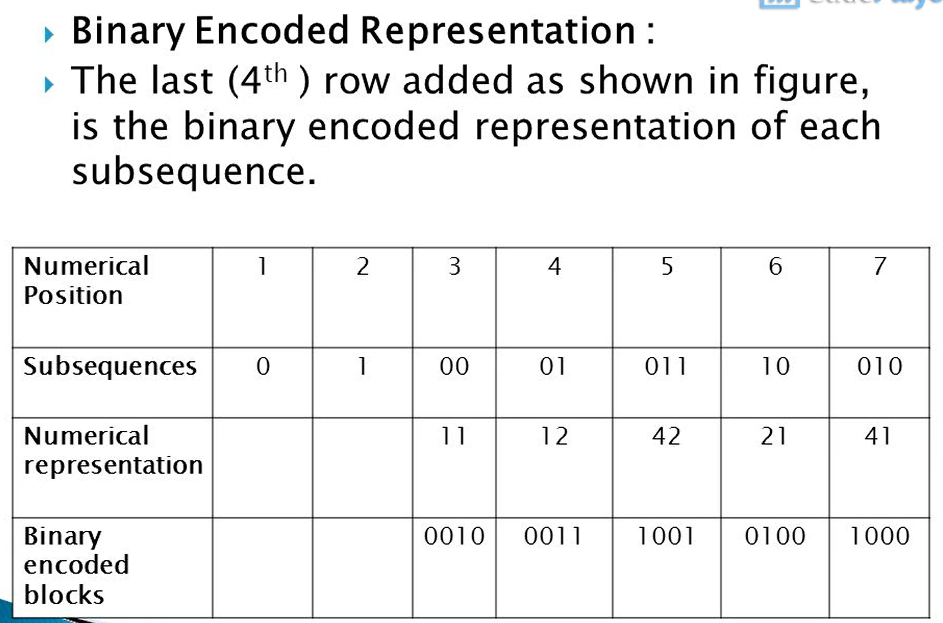 Binary Encoded Representation :
The last (4th ) row added as shown in figure,
is the binary encoded representation of each
subsequence.
Numerical Position 1 2 3 4 5 6 7
Subsequences 0 1 00 01 011 10 010
Numerical representation 11 12 42 21 41
Binary encoded blocks 0010 0011 1001 0100 1000